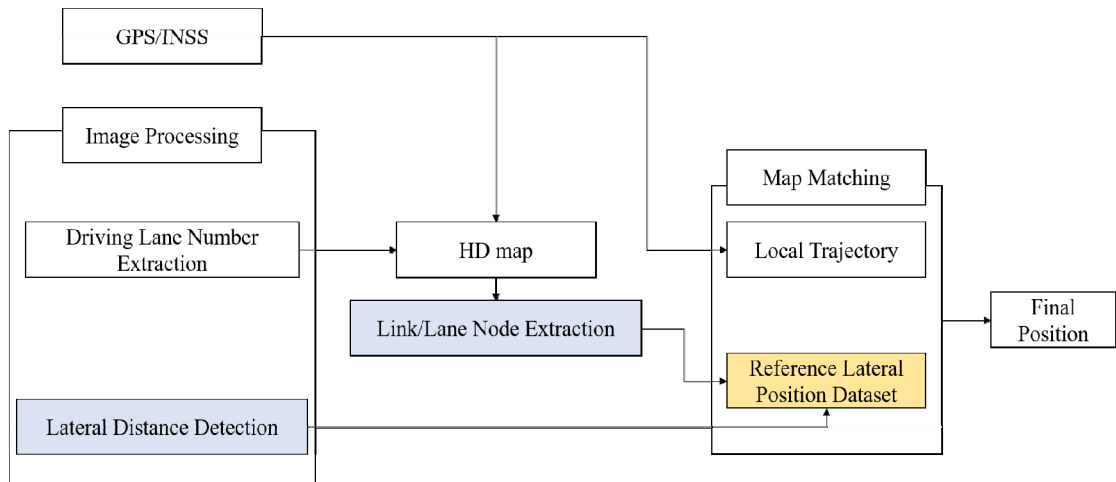 GPS/INSS
Image Processing
Map Matching
Driving Lane Number
Extraction
HD map
Local Trajectory
Link/Lane Node Extraction
Final
Position
Reference Lateral
Position Dataset
Lateral Distance Detection